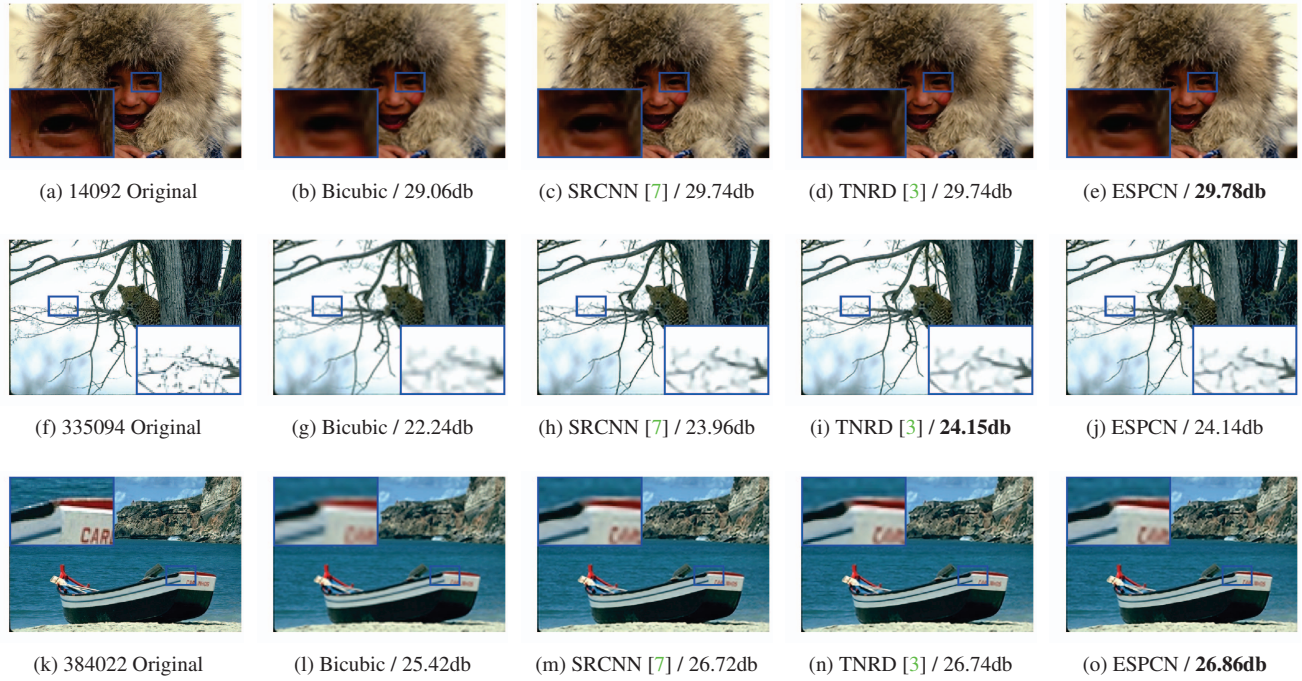 (a) 14092 Original
(b) Bicubic / 29.06db
(c) SRCNN [7] / 29.74db
(d) TNRD [3] / 29.74db
(e) ESPCN / 29.78db
(f) 335094 Original
(g) Bicubic / 22.24db
(h) SRCNN [7] / 23.96db
(i) TNRD [3] / 24.15db
(j) ESPCN / 24.14db
CAR
(k) 384022 Original
(l) Bicubic / 25.42db
(m) SRCNN [7] / 26.72db
(n) TNRD [3] / 26.74db
(o) ESPCN / 26.86db